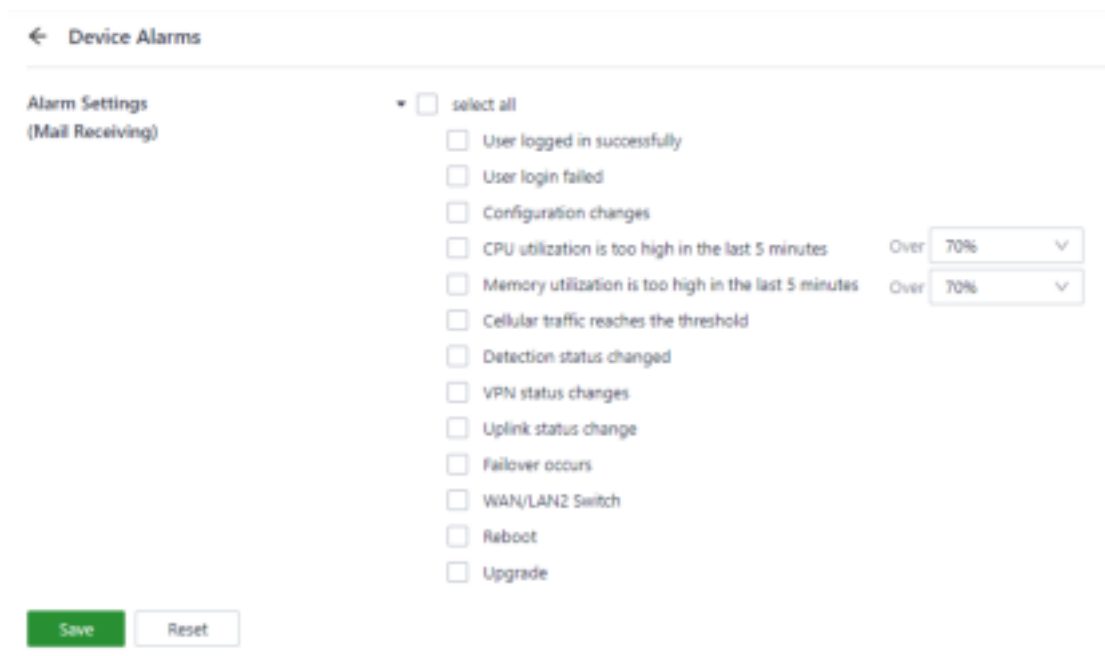 Device Alarms
Alarm Settings
(Mail Receiving)
select all
User logged in successfully
User login failed
Configuration changes
CPU utilization is too high in the last 5 minutes Over 70%
Memory utilization is too high in the last 5 minutes Over 70%
Cellular traffic reaches the threshold
Detection status changed
VPN status changes
Uplink status change
Failover occurs
WAN/LAN2 Switch
Reboot
Upgrade
Save Reset